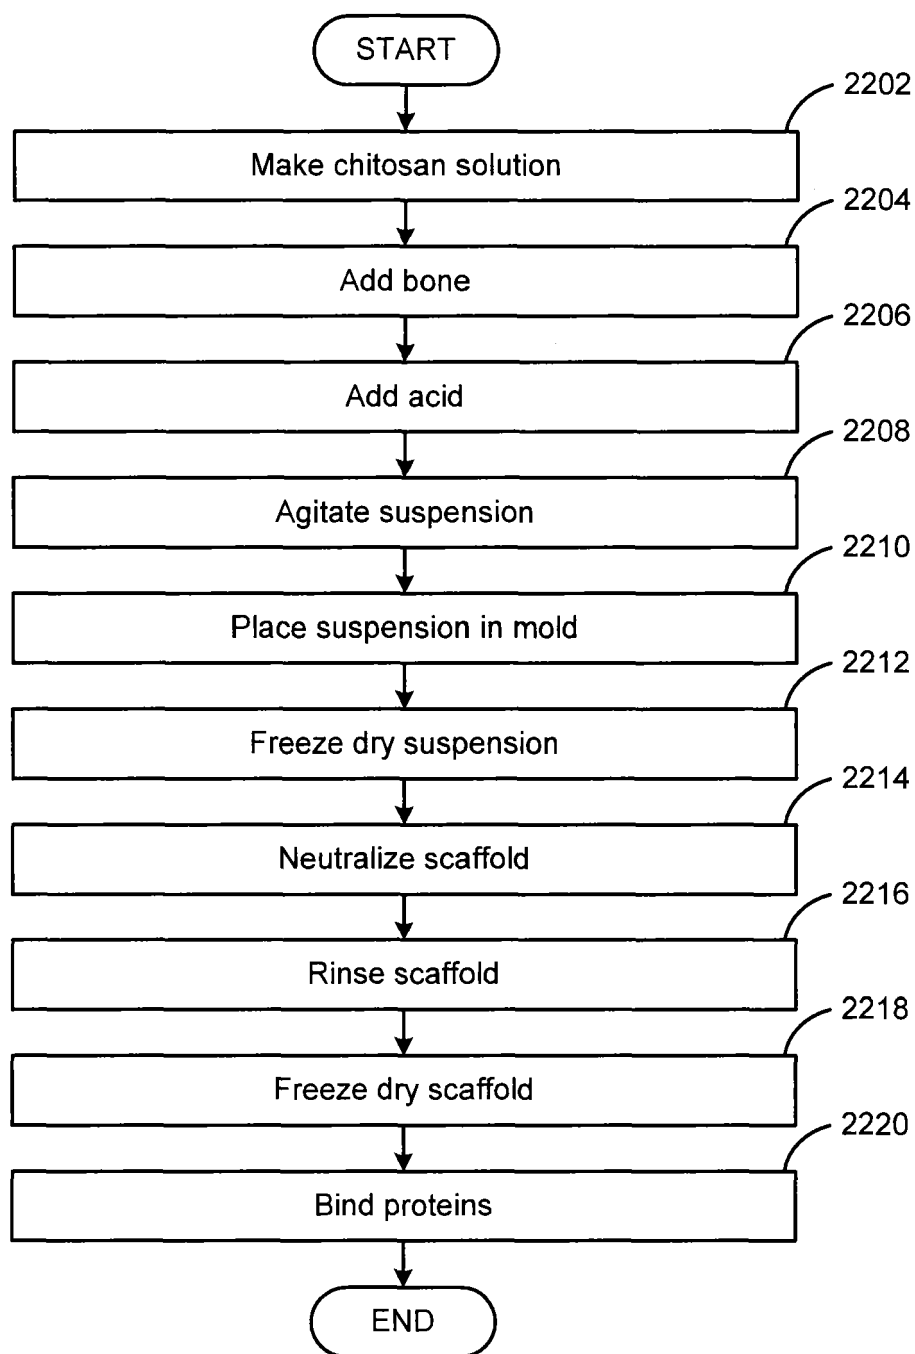 START
2202
Make chitosan solution
2204
Add bone
2206
Add acid
2208
Agitate suspension
2210
Place suspension in mold
2212
Freeze dry suspension
2214
Neutralize scaffold
2216
Rinse scaffold
2218
Freeze dry scaffold
2220
Bind proteins
END